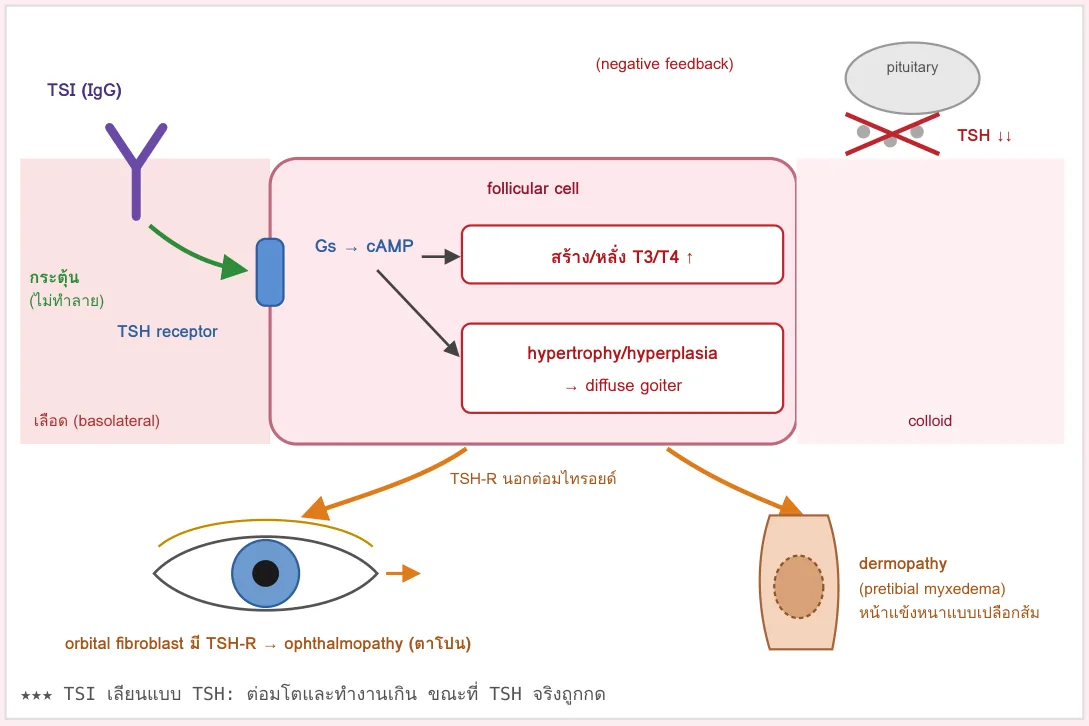 (negative feedback)
pituitary
TSI (IgG)
TSH ↓↓
follicular cell
Gs → cAMP
สร้าง/หลั่ง T3/T4 ↑
กระตุ้น
(ไม่ทำลาย)
TSH receptor
hypertrophy/hyperplasia
→ diffuse goiter
เลือด (basolateral)
colloid
TSH-R นอกต่อมไทรอยด์
dermopathy
(pretibial myxedema)
หน้าแข้งหนาแบบเปลือกส้ม
orbital fibroblast มี TSH-R → ophthalmopathy (ตาโปน)
★★★ TSI เลียนแบบ TSH: ต่อมโตและทำงานเกิน ขณะที่ TSH จริงถูกกด